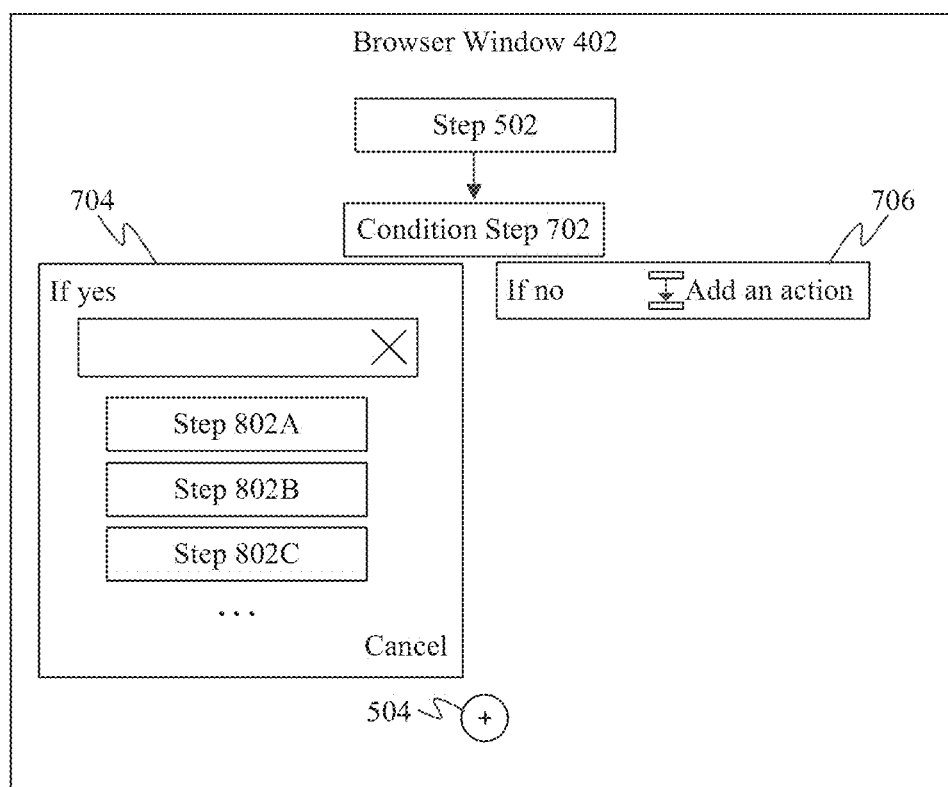 Browser Window 402
Step 502
704
706
Condition Step 702
If yes
If no
Add an action
Step 802A
Step 802B
Step 802C
...
Cancel
504
+